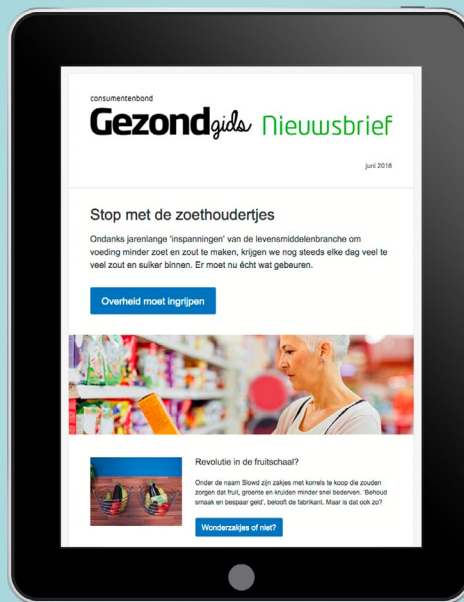 consumentenbond
Gezondgids Nieuwsbrief
juni 2018
Stop met de zoethoudertjes
Ondanks jarenlange 'inspanningen' van de levensmiddelenbranche om
voeding minder zoet en zout te maken, krijgen we nog steeds elke dag veel te
veel zout en suiker binnen. Er moet nu écht wat gebeuren.
Overheid moet ingrijpen
Revolutie in de fruitschaal?
Onder de naam Slowd zijn zakjes met korrels te koop die zouden
zorgen dat fruit, groente en kruiden minder snel bederven. 'Behoud
smaak en bespaar geld', belooft de fabrikant. Maar is dat ook zo?
Wonderzakjes of niet?